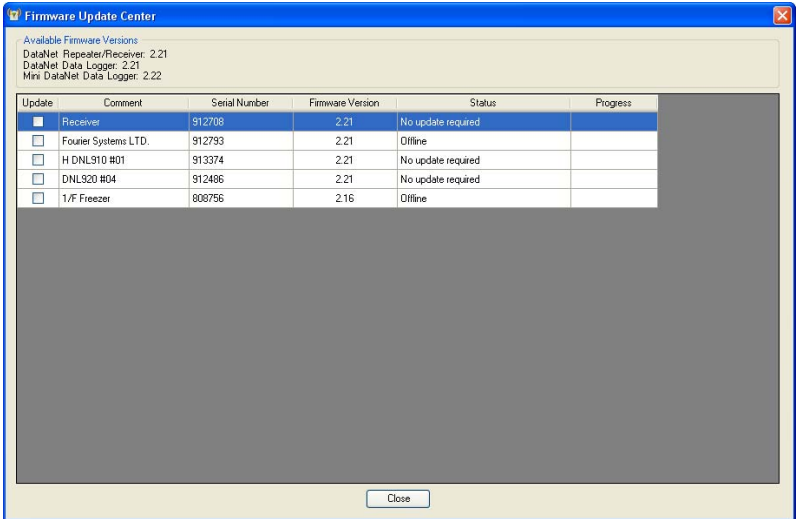 Firmware Update Center
Available Firmware Versions
DataNet Repeater/Receiver: 2.21
DataNet Data Logger: 2.21
Mini DataNet Data Logger: 2.22
Update Comment Serial Number Firmware Version Status Progress
Receiver 912708 2.21 No update required
Fourier Systems LTD. 912793 2.21 Offline
H DNL910 #01 913374 2.21 No update required
DNL920 #04 912486 2.21 No update required
1/F Freezer 808756 2.16 Offline
Close